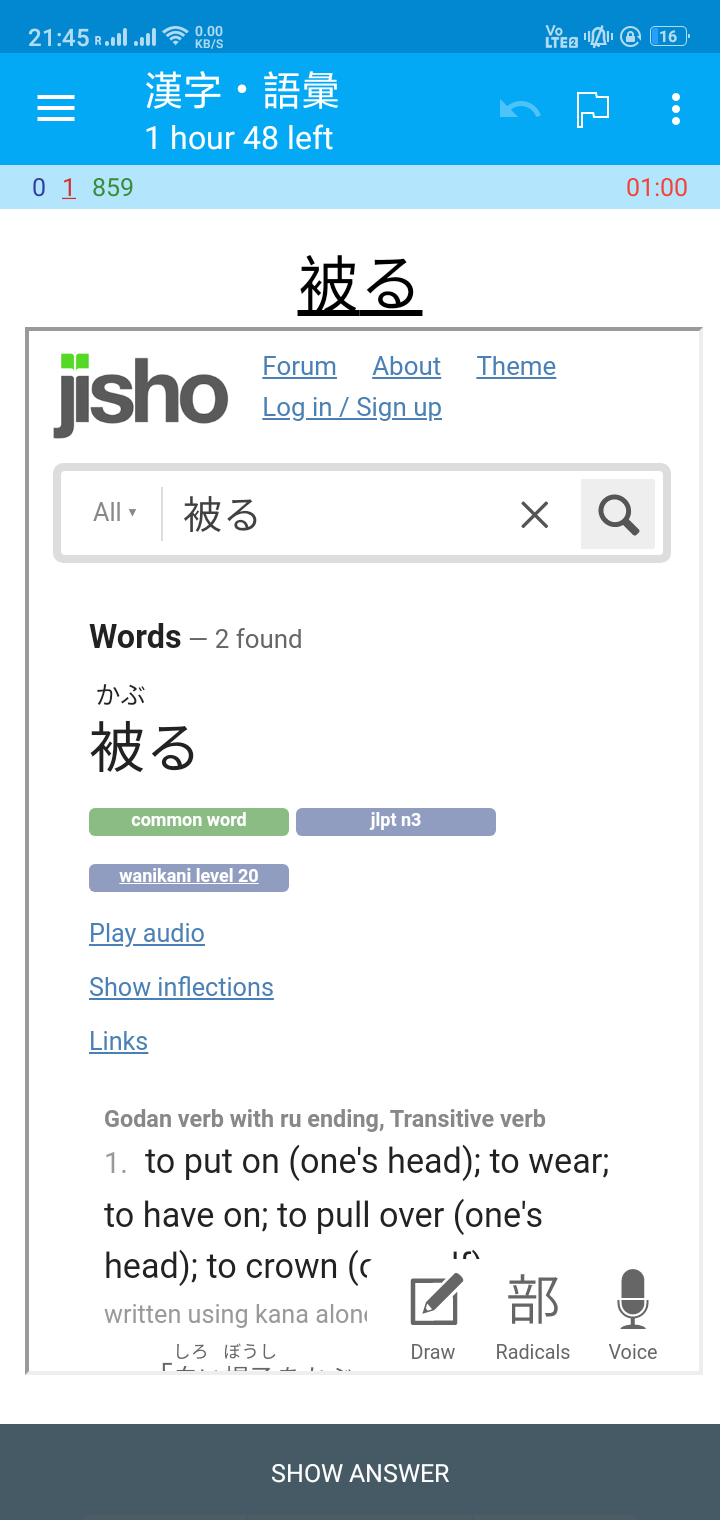 21:45 R 0.00 KB/S Vo LTE2 16
漢字・語彙
1 hour 48 left
0 1 859 01:00
被る
jisho
Forum About Theme
Log in / Sign up
All ▾ 被る
Words — 2 found
かぶ
被る
common word jlpt n3
wanikani level 20
Play audio
Show inflections
Links
Godan verb with ru ending, Transitive verb
1. to put on (one's head); to wear;
to have on; to pull over (one's
head); to crown
written using kana alone
しろ ぼうし
部
Draw Radicals Voice
SHOW ANSWER